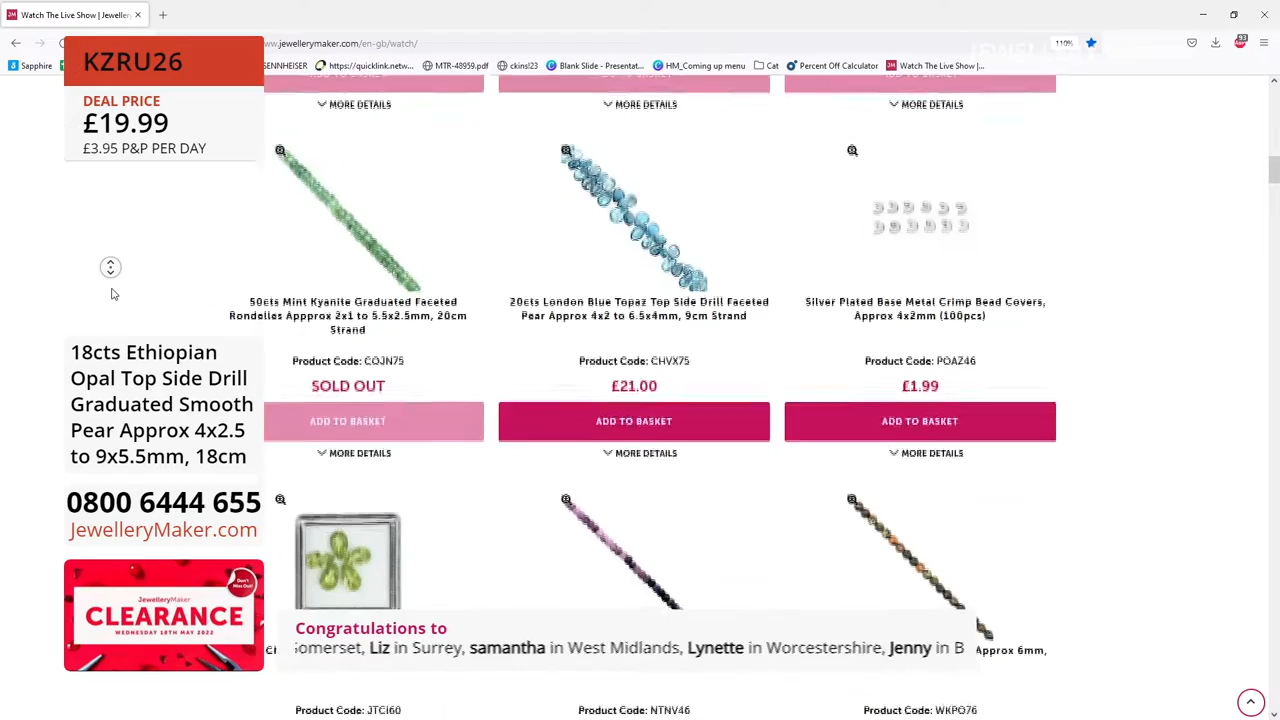 Watch The Live Show | Jeweller
KZRU26
DEAL PRICE
£19.99
£3.95 P&P PER DAY
18cts Ethiopian
Opal Top Side Drill
Graduated Smooth
Pear Approx 4x2.5
to 9x5.5mm, 18cm
0800 6444 655
JewelleryMaker.com
Don't Miss Out!
JewelleryMaker
CLEARANCE
WEDNESDAY 18TH MAY 2022
ww.jewellerymaker.com/en-gb/watch/
110%
Sapphire
SENNHEISER
https://quicklink.netw...
MTR-48959.pdf
ckins!23
Blank Slide - Presentat...
HM_Coming up menu
Cat
Percent Off Calculator
Watch The Live Show |...
MORE DETAILS
MORE DETAILS
MORE DETAILS
50cts Mint Kyanite Graduated Faceted
Rondelles Appprox 2x1 to 5.5x2.5mm, 20cm
Strand
Product Code: COJN75
SOLD OUT
ADD TO BASKET
MORE DETAILS
20cts London Blue Topaz Top Side Drill Faceted
Pear Approx 4x2 to 6.5x4mm, 9cm Strand
Product Code: CHVX75
£21.00
ADD TO BASKET
MORE DETAILS
Silver Plated Base Metal Crimp Bead Covers,
Approx 4x2mm (100pcs)
Product Code: POAZ46
£1.99
ADD TO BASKET
MORE DETAILS
Congratulations to
Somerset, Liz in Surrey, samantha in West Midlands, Lynette in Worcestershire, Jenny in B
Approx 6mm,
Product Code: JTCI60
Product Code: NTNV46
Product Code: WKPO76